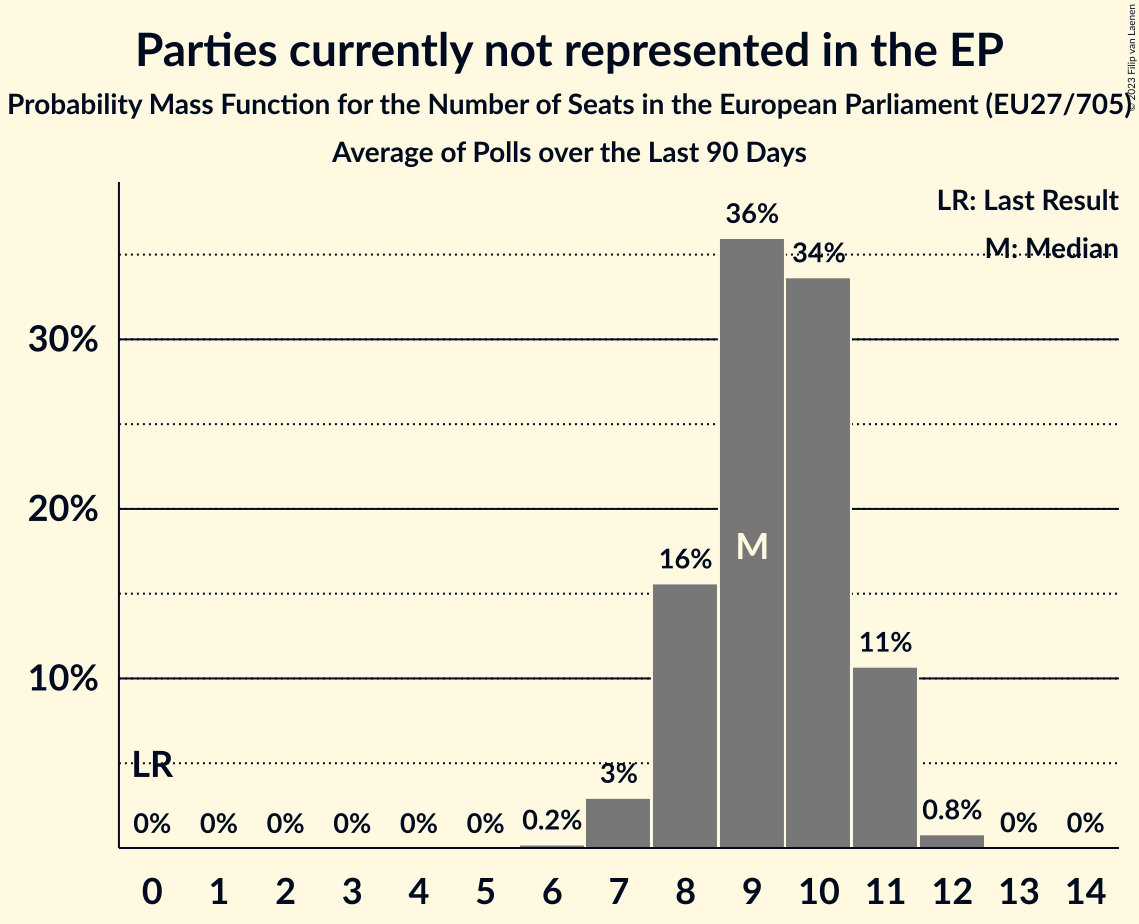 Parties currently not represented in the EP
Probability Mass Function for the Number of Seats in the European Parliament (EU27/705)
Average of Polls over the Last 90 Days
© 2023 Filip van Laenen
LR: Last Result
M: Median
36%
34%
30%
20%
M
16%
11%
10%
LR
3%
0% 0% 0% 0% 0% 0% 0.2% 0.8% 0% 0%
0 1 2 3 4 5 6 7 8 9 10 11 12 13 14